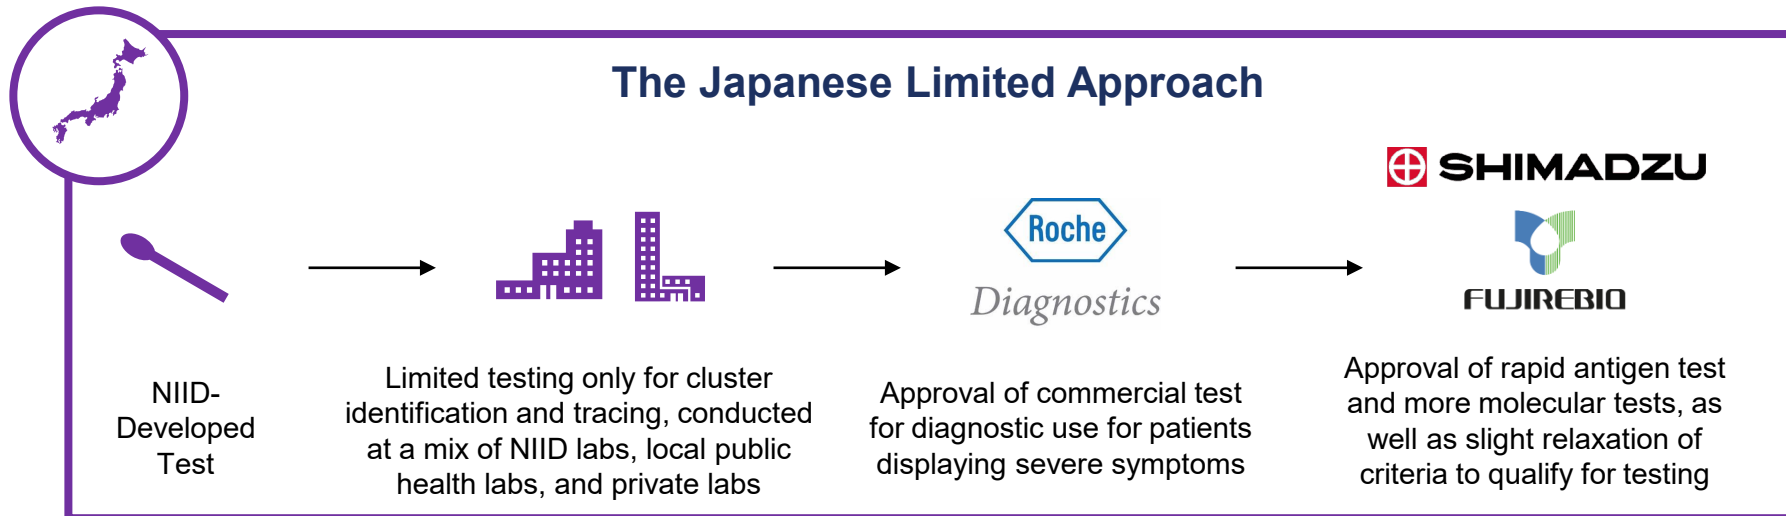 The Japanese Limited Approach
NIID-
Developed
Test
Limited testing only for cluster
identification and tracing, conducted
at a mix of NIID labs, local public
health labs, and private labs
Roche
Diagnostics
Approval of commercial test
for diagnostic use for patients
displaying severe symptoms
SHIMADZU
FUJIREBIO
Approval of rapid antigen test
and more molecular tests, as
well as slight relaxation of
criteria to qualify for testing